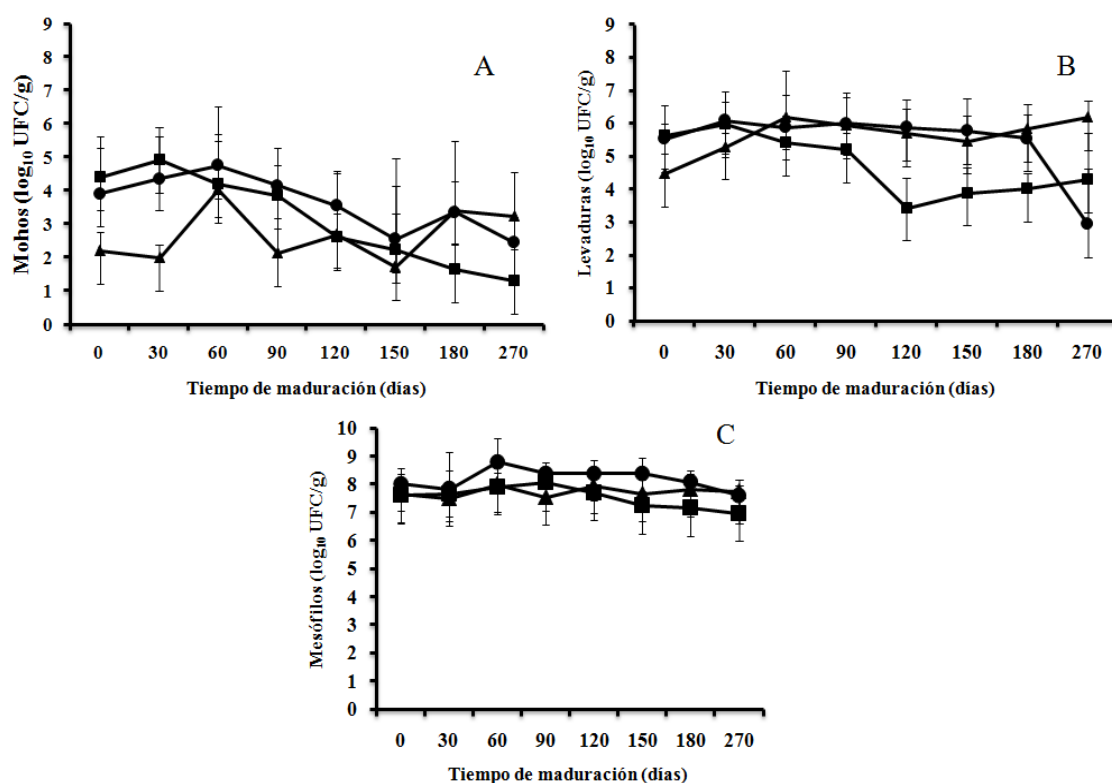 A
Mohos (log10 UFC/g)
9
8
7
6
5
4
3
2
1
0
0 30 60 90 120 150 180 270
Tiempo de maduración (días)
B
Levaduras (log10 UFC/g)
9
8
7
6
5
4
3
2
1
0
0 30 60 90 120 150 180 270
Tiempo de maduración (días)
C
Mesófilos (log10 UFC/g)
10
9
8
7
6
5
4
3
2
1
0
0 30 60 90 120 150 180 270
Tiempo de maduración (días)